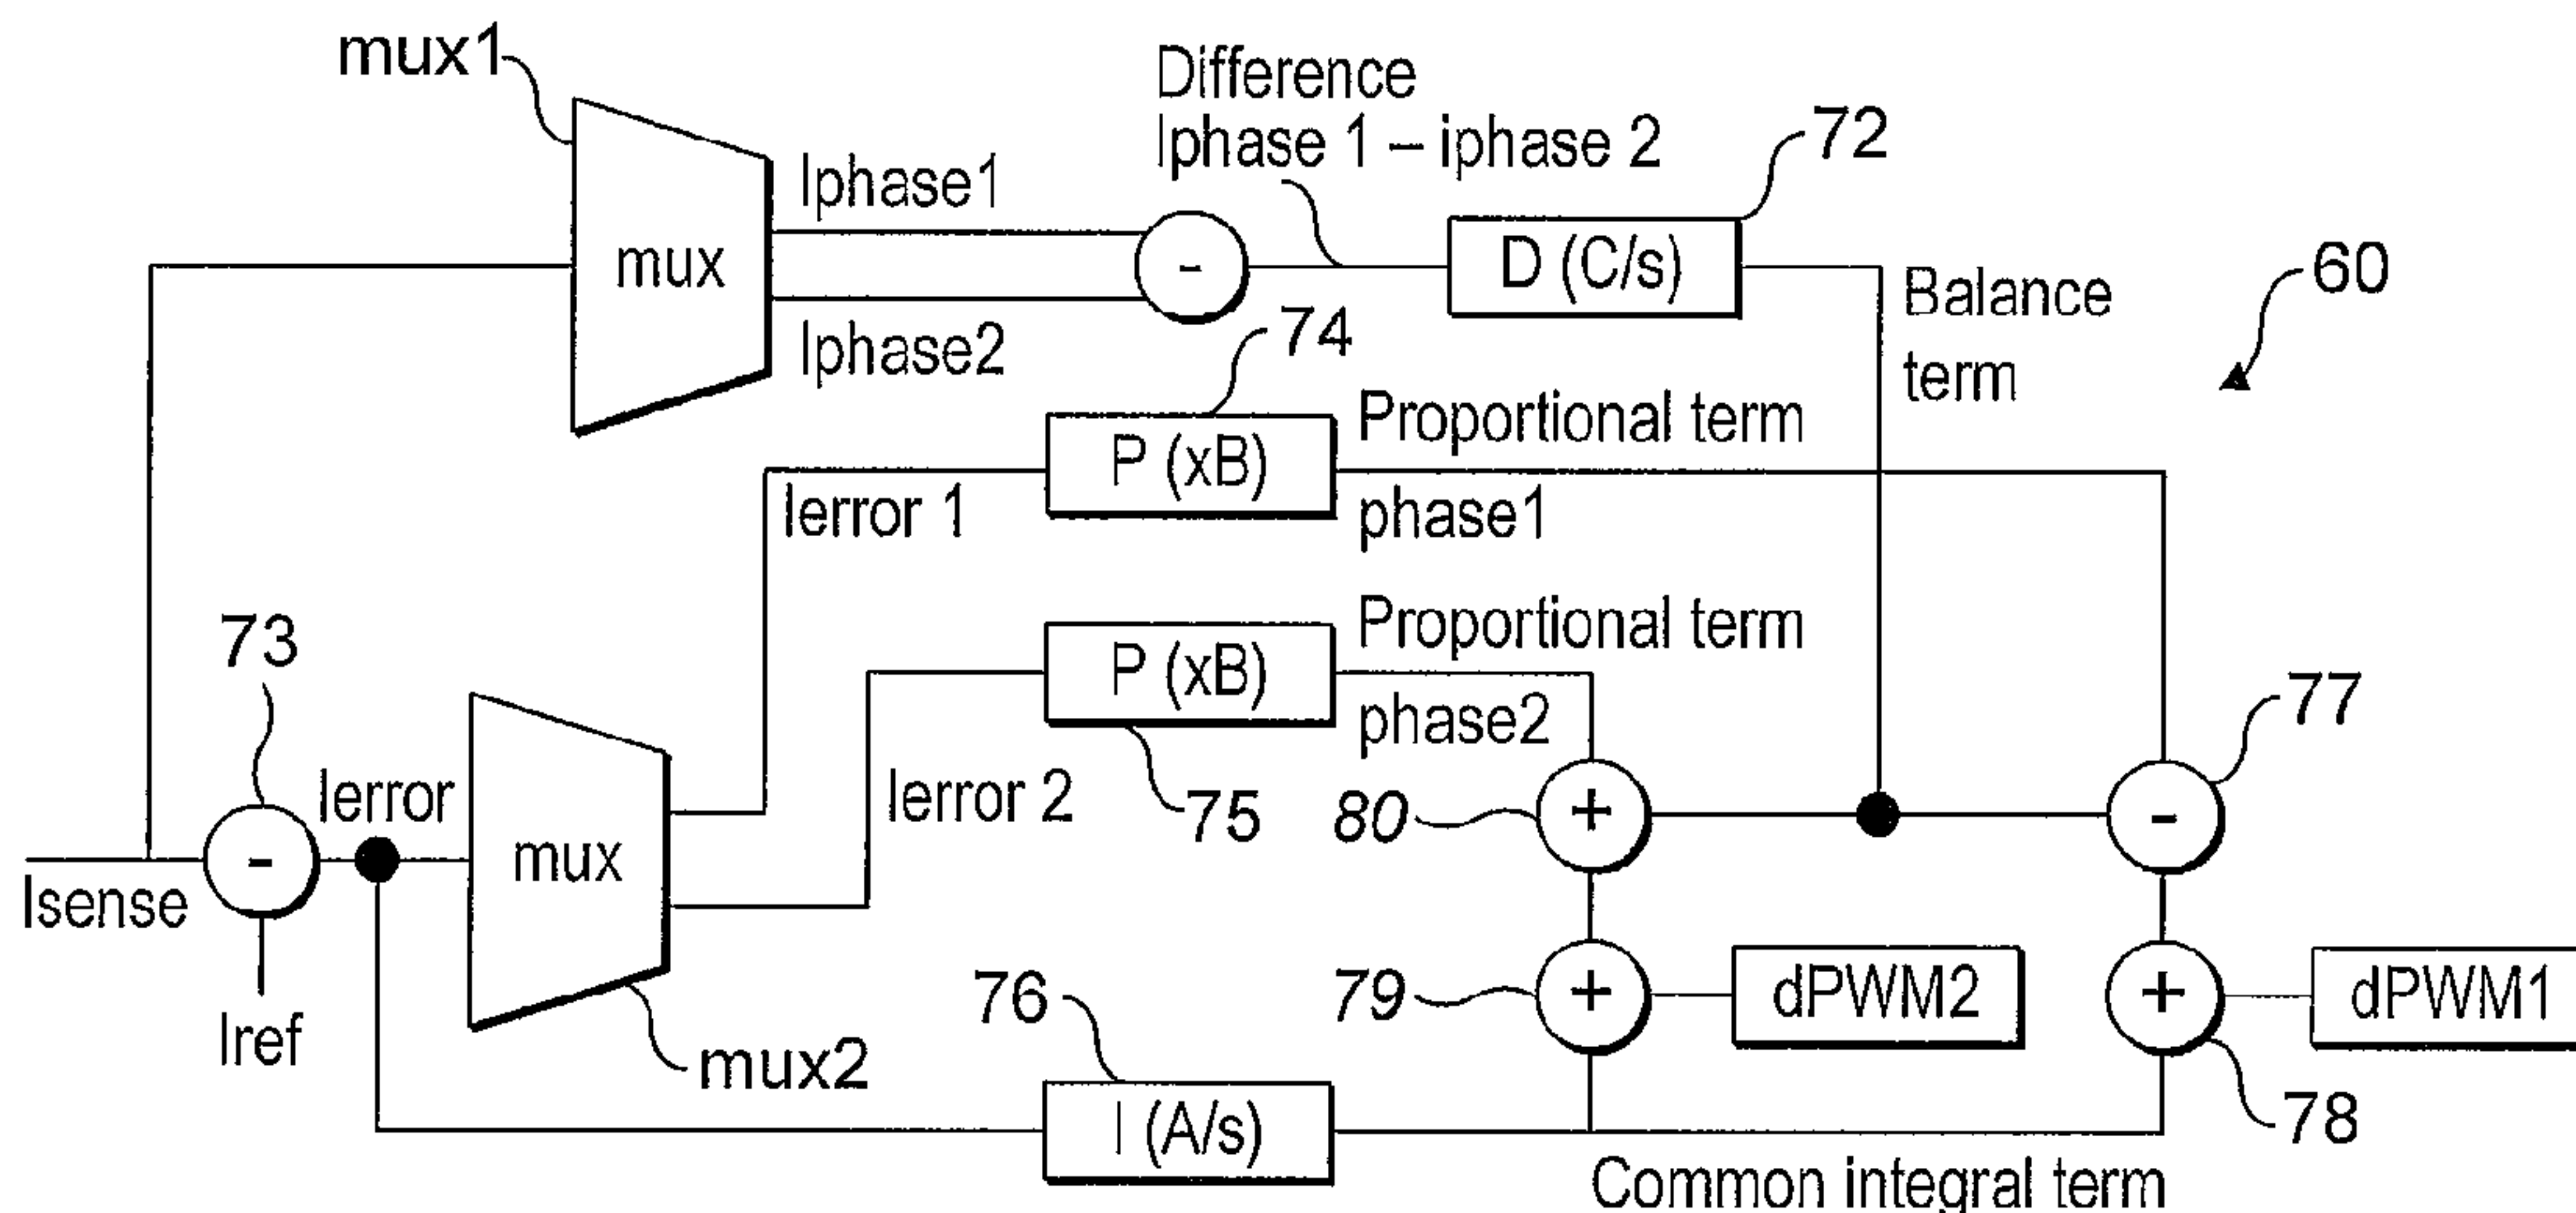 mux1
mux
Iphase1
Iphase2
Difference
Iphase 1 – iphase 2
-
D (C/s)
72
Balance
term
60
74
P (xB)
Proportional term
phase1
Ierror 1
P (xB)
75
Proportional term
phase2
Ierror 2
73
-
Ierror
Isense
Iref
mux
mux2
80
+
-
77
79
+
dPWM2
+
dPWM1
78
76
I (A/s)
Common integral term